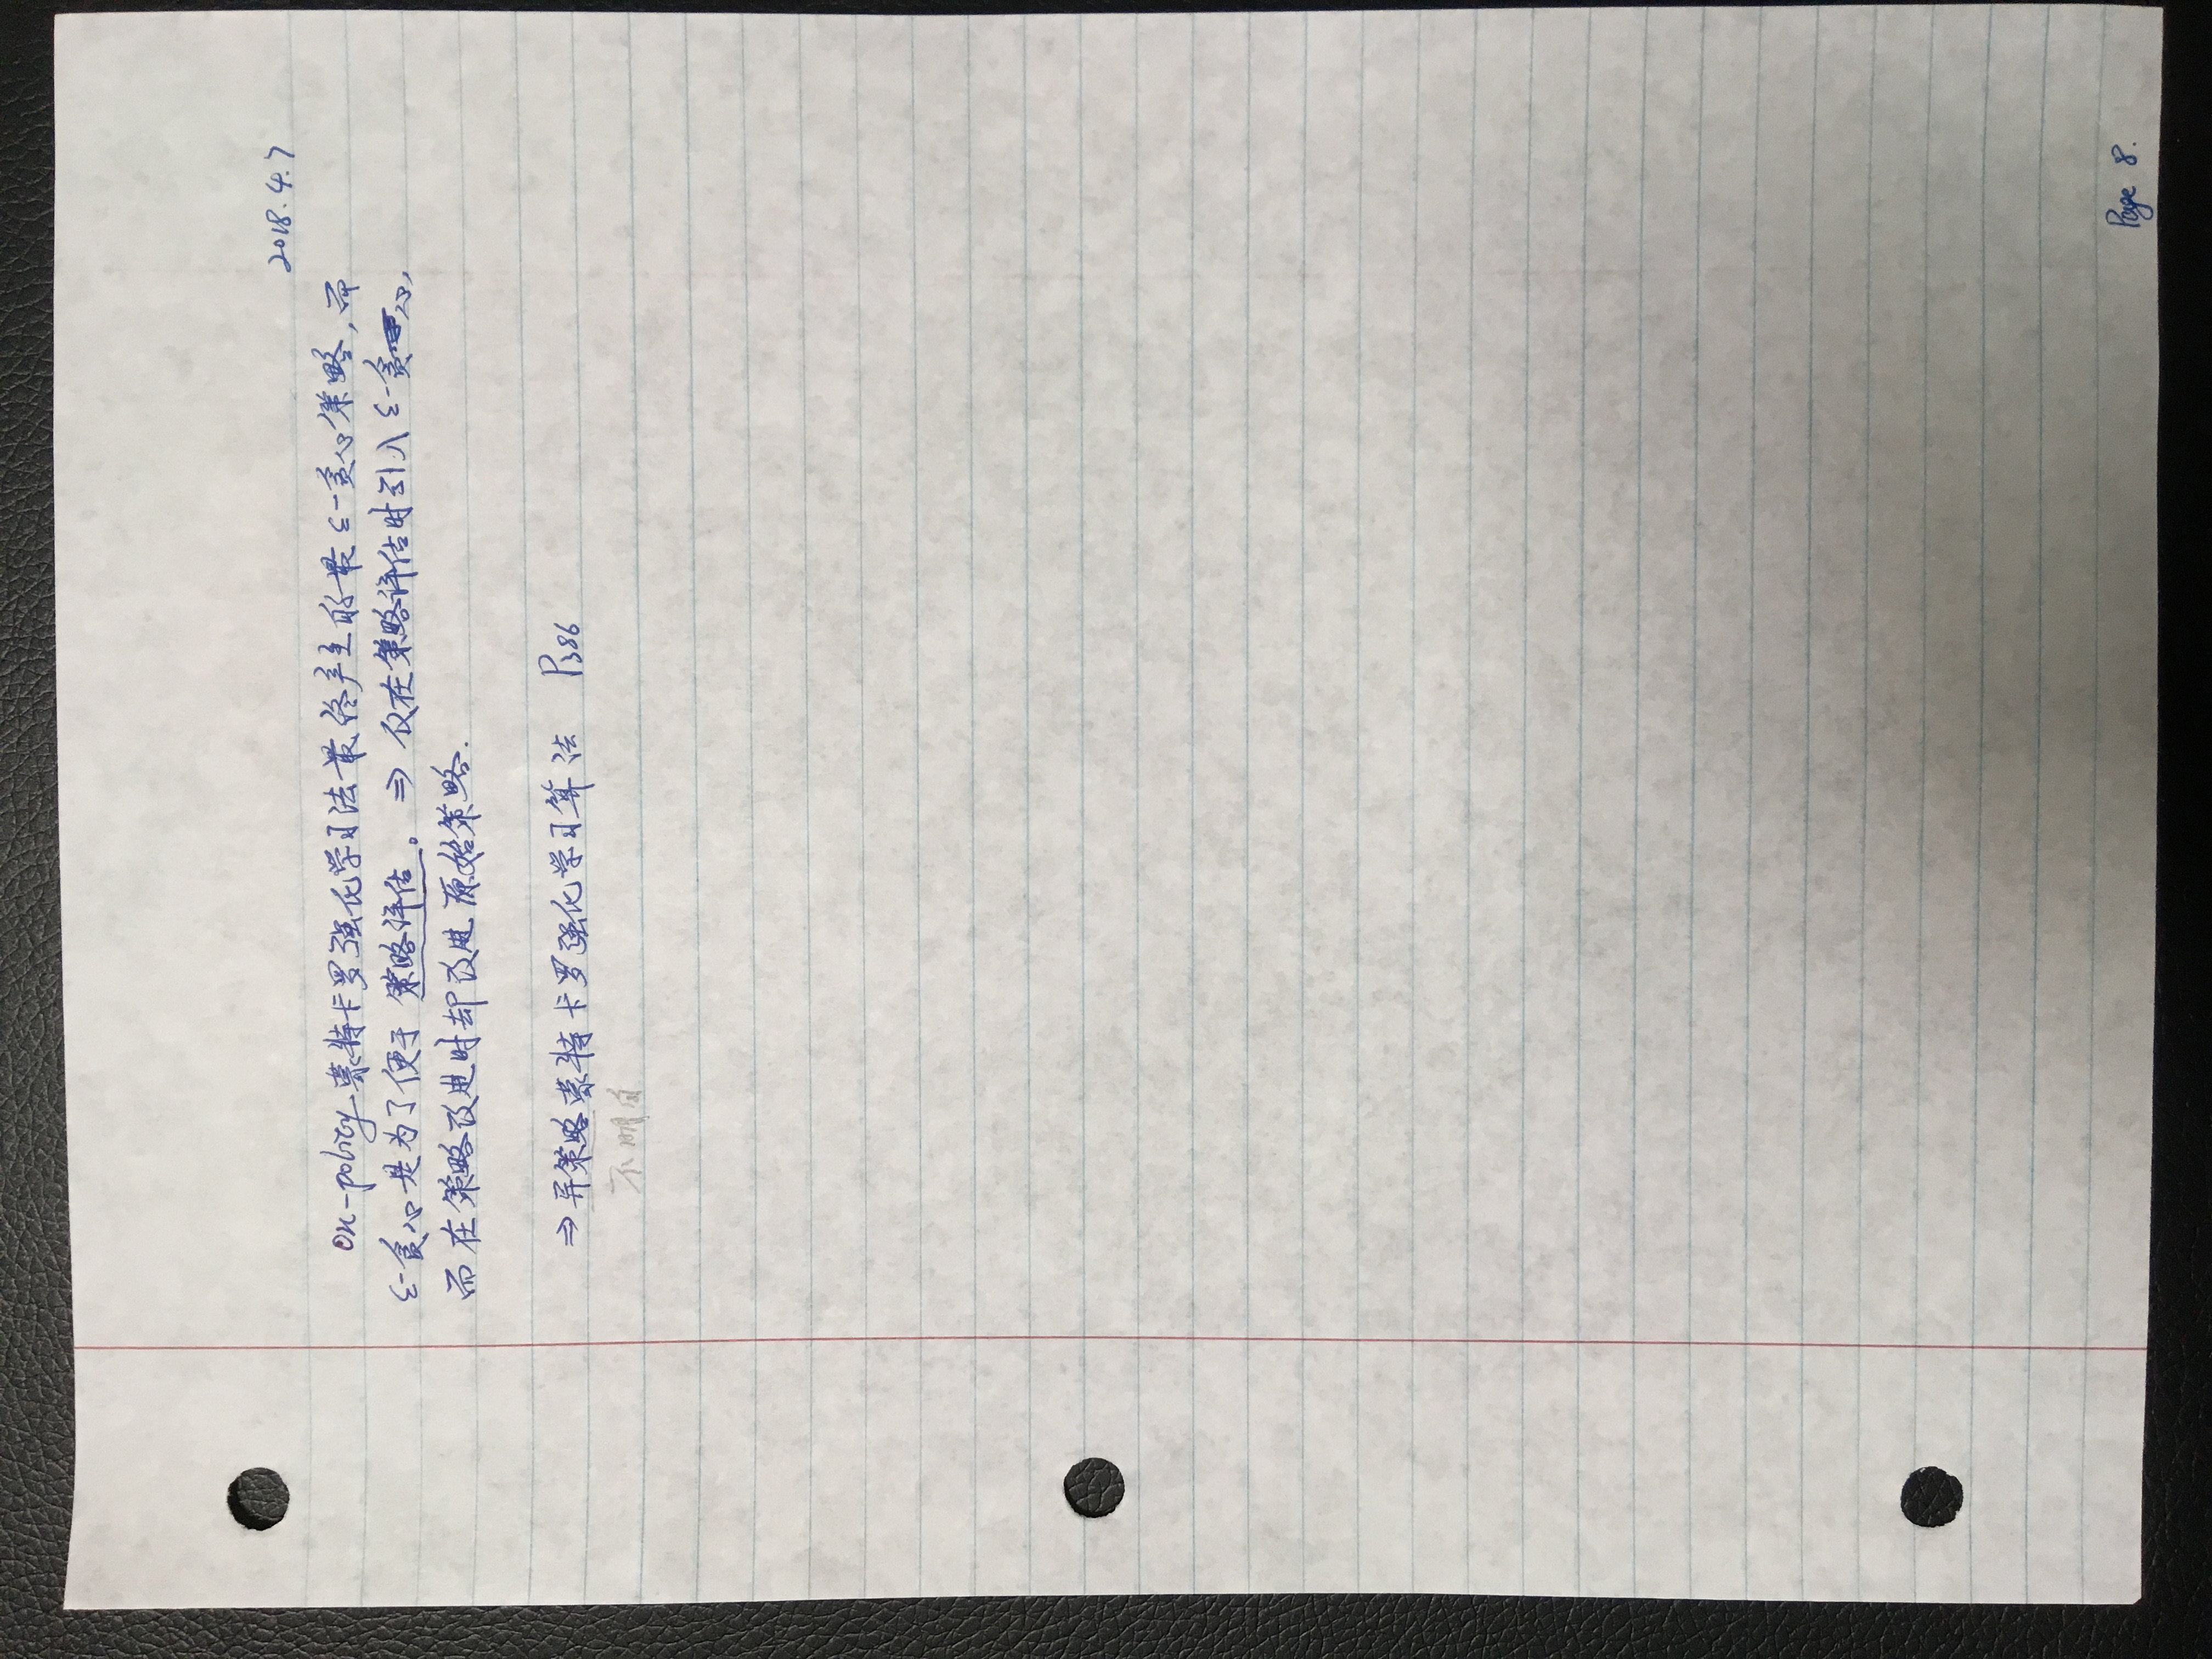 2018.4.7
On-policy 蒙特卡罗强化学习法最终产生的最 ε-贪心策略,而
ε-贪心是为了便于 策略评估。 ⇒ 仅在策略评估时引入 ε-贪心,
而在策略改进时却改进原始策略.
⇒ 异策略蒙特卡罗强化学习算法 P386
不明白
Page 8.